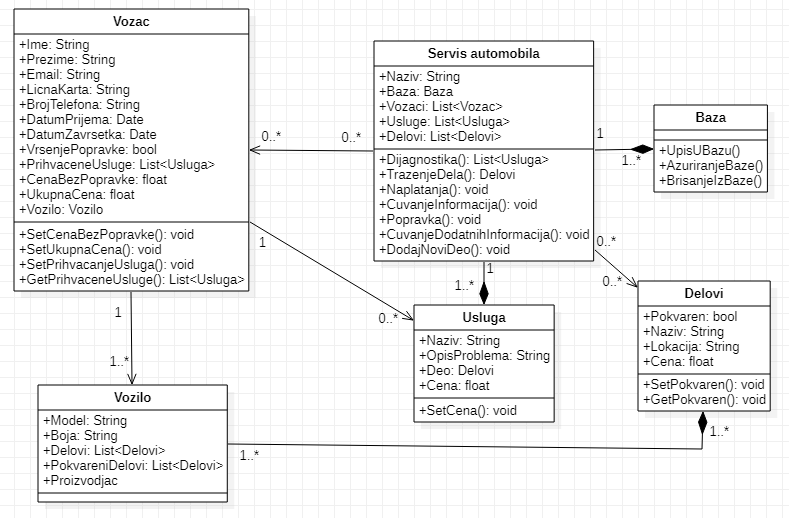 Vozac
+Ime: String
+Prezime: String
+Email: String
+LicnaKarta: String
+BrojTelefona: String
+DatumPrijema: Date
+DatumZavrsetka: Date
+VrsenjePopravke: bool
+PrihvaceneUsluge: List<Usluga>
+CenaBezPopravke: float
+UkupnaCena: float
+Vozilo: Vozilo
+SetCenaBezPopravke(): void
+SetUkupnaCena(): void
+SetPrihvacanjeUsluga(): void
+GetPrihvaceneUsluge(): List<Usluga>
0..*
0..*
Servis automobila
+Naziv: String
+Baza: Baza
+Vozaci: List<Vozac>
+Usluge: List<Usluga>
+Delovi: List<Delovi>
+Dijagnostika(): List<Usluga>
+TrazenjeDela(): Delovi
+Naplatanja(): void
+CuvanjeInformacija(): void
+Popravka(): void
+CuvanjeDodatnihInformacija(): void
+DodajNoviDeo(): void
1
1..*
Baza
+UpisUBazu()
+AzuriranjeBaze()
+BrisanjeIzBaze()
1
0..*
1
1..*
0..*
0..*
Usluga
+Naziv: String
+OpisProblema: String
+Deo: Delovi
+Cena: float
+SetCena(): void
Delovi
+Pokvaren: bool
+Naziv: String
+Lokacija: String
+Cena: float
+SetPokvaren(): void
+GetPokvaren(): void
1
1..*
Vozilo
+Model: String
+Boja: String
+Delovi: List<Delovi>
+PokvareniDelovi: List<Delovi>
+Proizvodjac
1..*
1..*